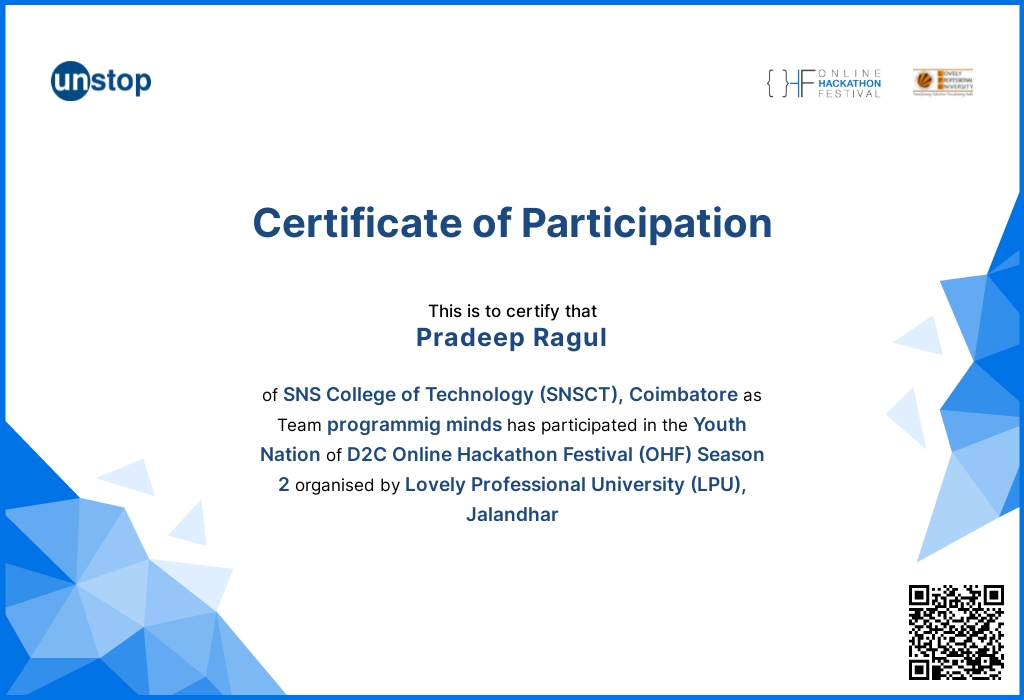 unstop
{ }HF ONLINE
HACKATHON
FESTIVAL
LOVELY
PROFESSIONAL
UNIVERSITY
Certificate of Participation
This is to certify that
Pradeep Ragul
of SNS College of Technology (SNSCT), Coimbatore as
Team programmig minds has participated in the Youth
Nation of D2C Online Hackathon Festival (OHF) Season
2 organised by Lovely Professional University (LPU),
Jalandhar